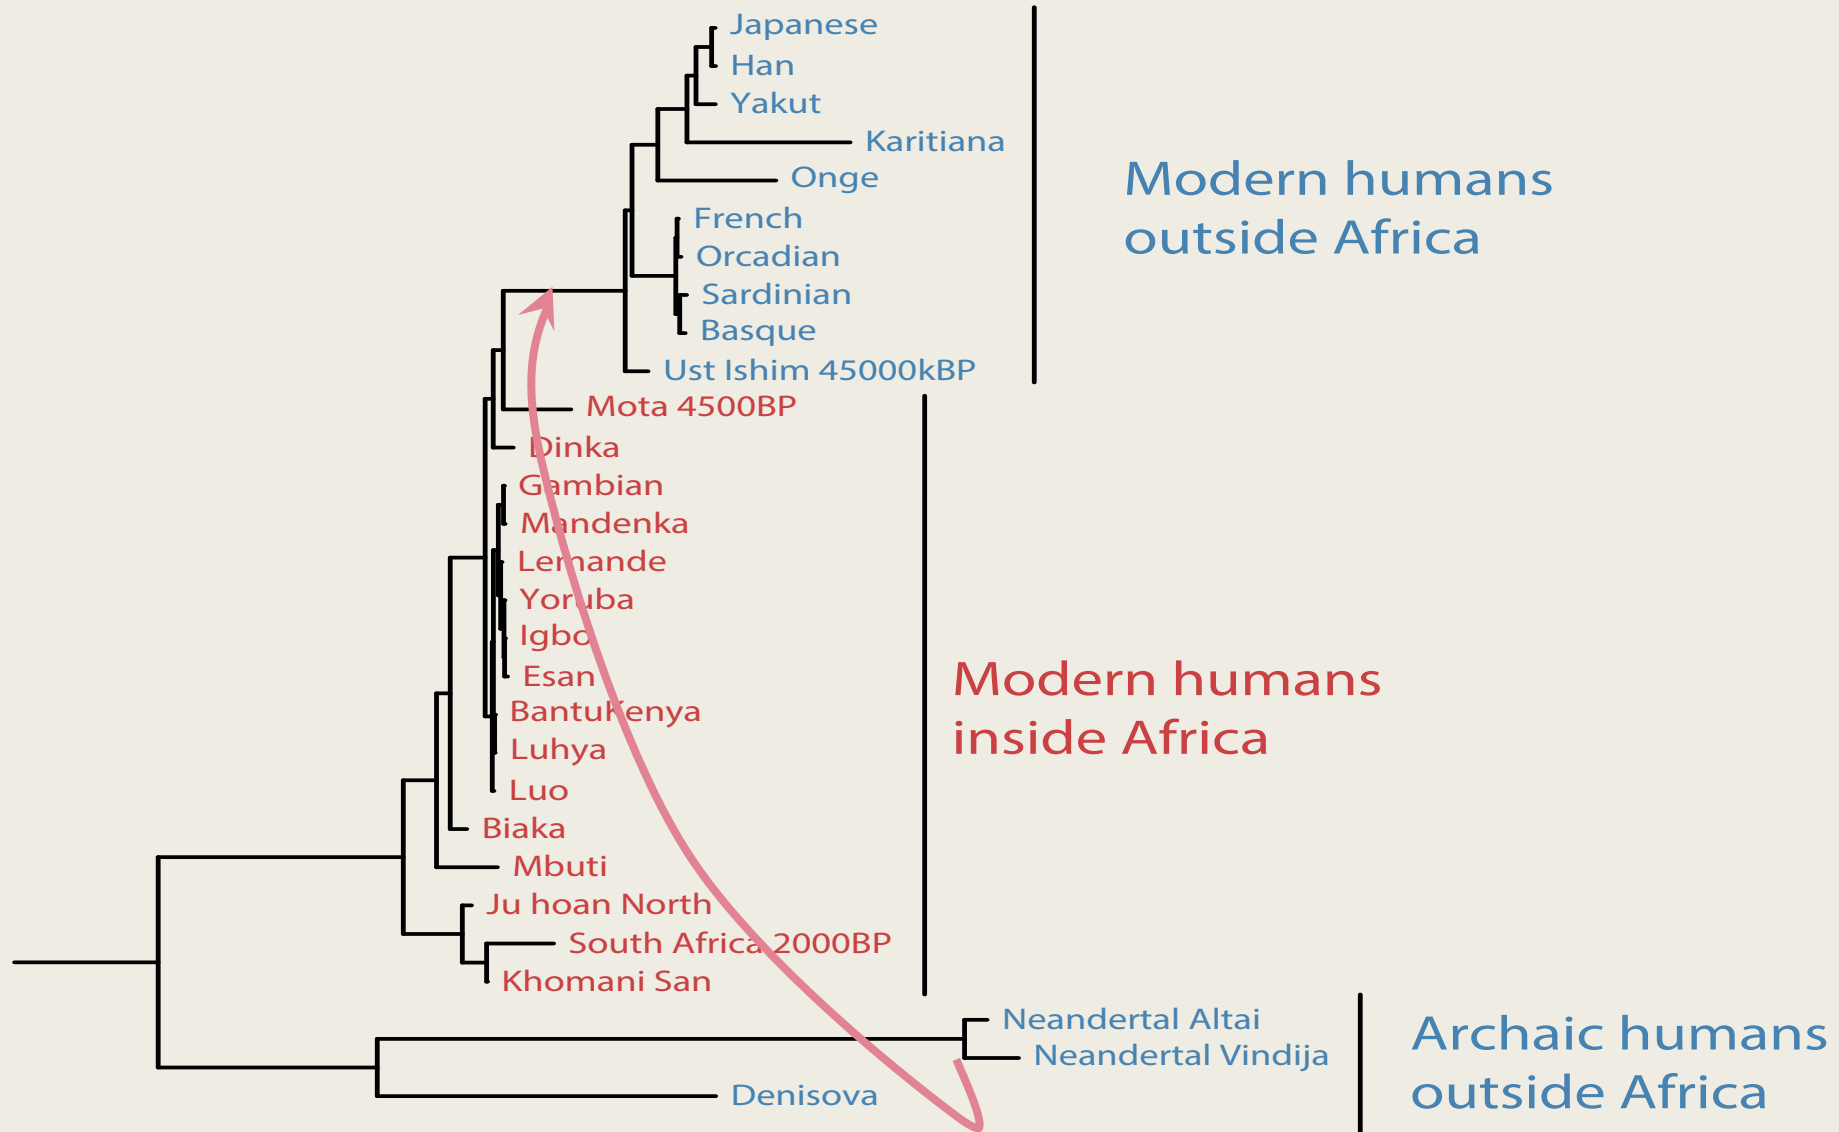 Japanese
Han
Yakut
Karitiana
Onge
French
Orcadian
Sardinian
Basque
Ust Ishim 45000kBP
Modern humans
outside Africa
Mota 4500BP
Dinka
Gambian
Mandenka
Lemande
Yoruba
Igbo
Esan
BantuKenya
Luhya
Luo
Biaka
Mbuti
Ju hoan North
South Africa 2000BP
Khomani San
Modern humans
inside Africa
Neandertal Altai
Neandertal Vindija
Denisova
Archaic humans
outside Africa